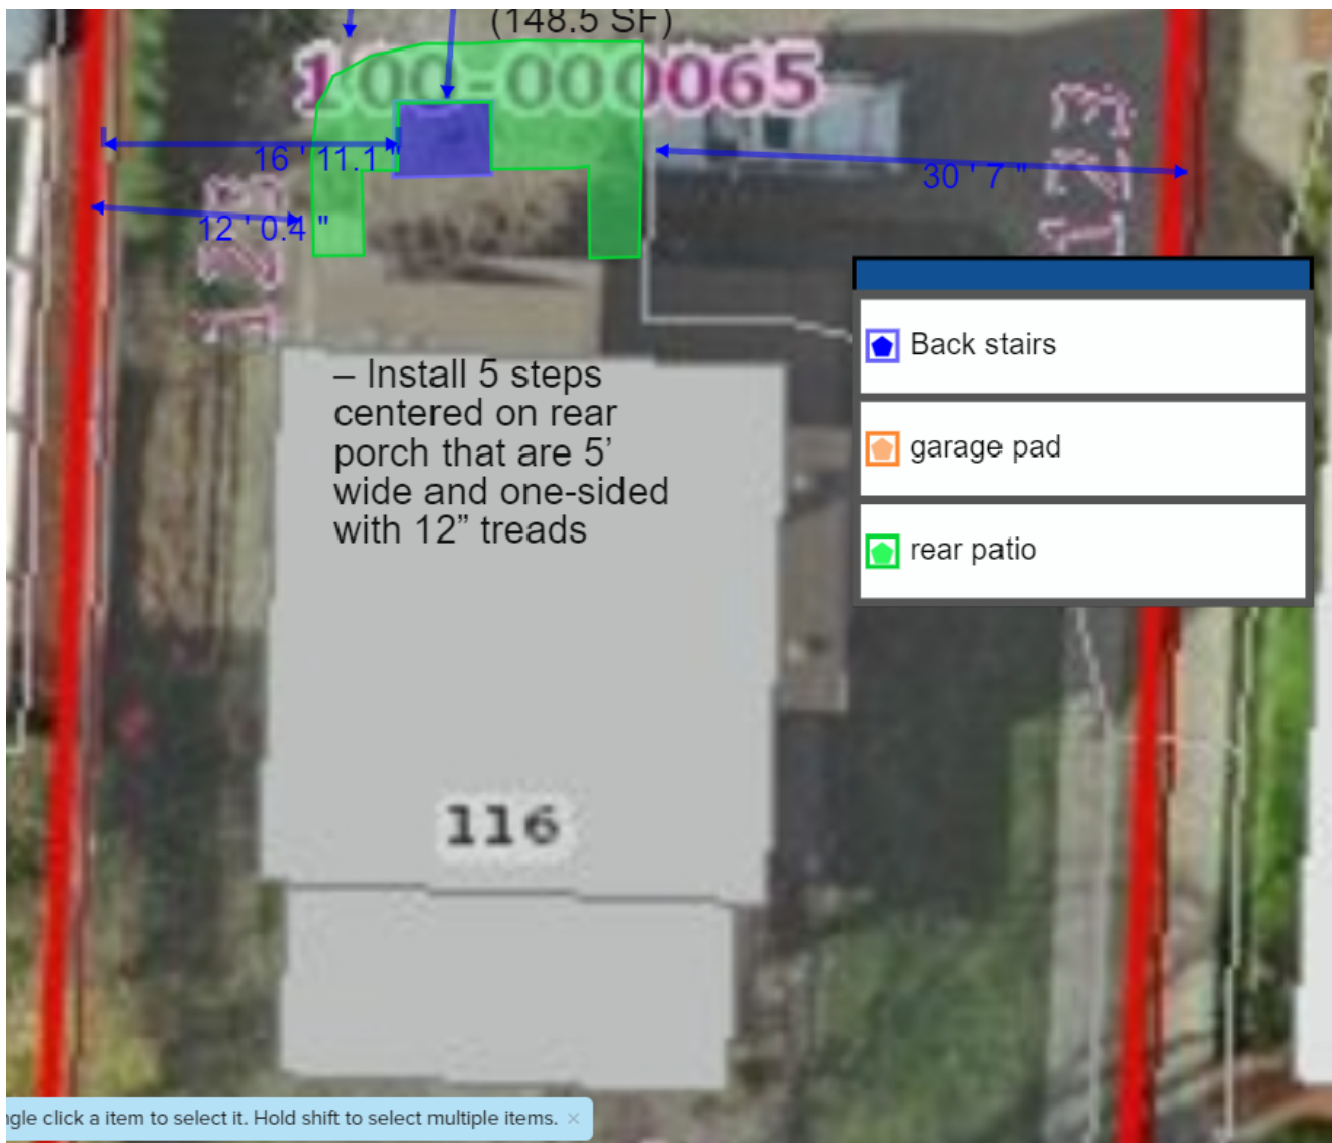 (148.5 SF)
100-000065
16 ' 11.1 "
30 ' 7 "
12 ' 0.4 "
123
123
– Install 5 steps
centered on rear
porch that are 5’
wide and one-sided
with 12” treads
Back stairs
garage pad
rear patio
116
click a item to select it. Hold shift to select multiple items. ×